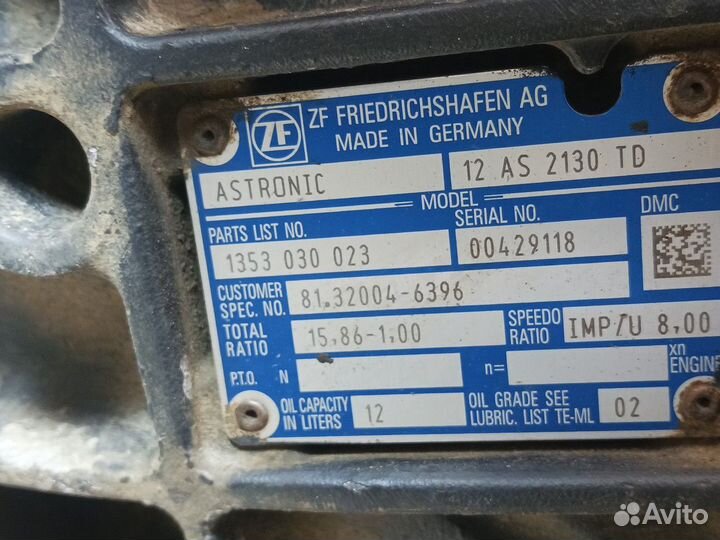 ZF
ZF FRIEDRICHSHAFEN AG
MADE IN GERMANY
ASTRONIC
12 AS 2130 TD
MODEL
PARTS LIST NO.
SERIAL NO.
DMC
1353 030 023
00429118
CUSTOMER SPEC. NO.
81.32004-6396
TOTAL RATIO
15,86-1,00
SPEEDO RATIO
IMP/U 8,00
P.T.O. N
n=
xn ENGINE
OIL CAPACITY IN LITERS
12
OIL GRADE SEE LUBRIC. LIST TE-ML
02
Avito